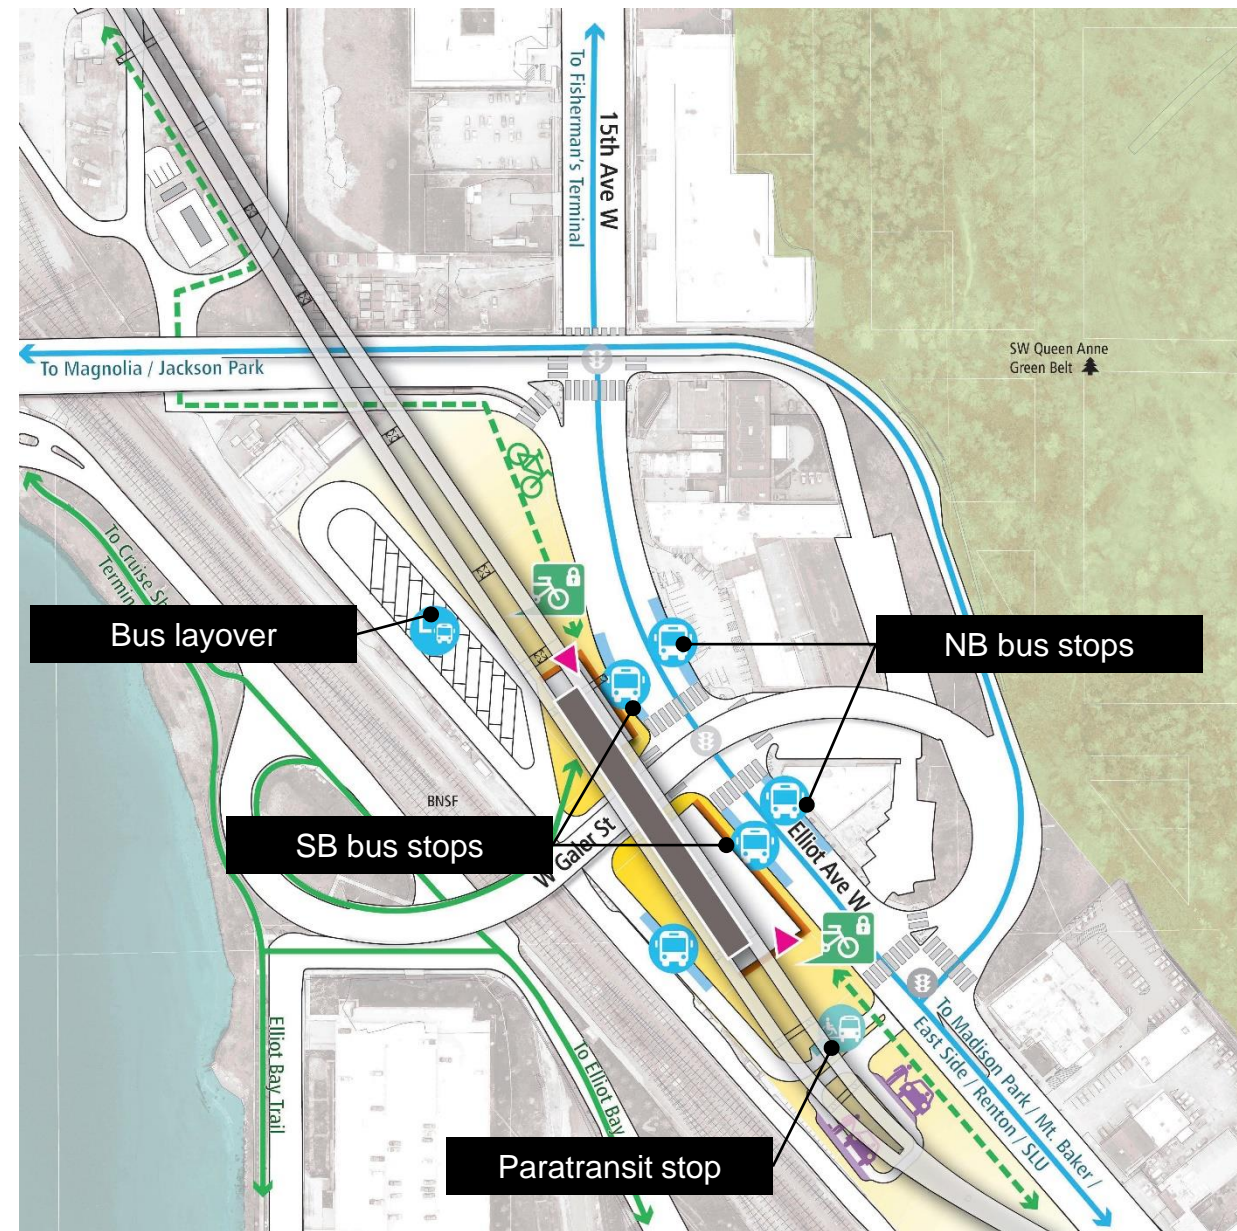 To Fisherman's Terminal
15th Ave W
To Magnolia / Jackson Park
SW Queen Anne
Green Belt
To Cruise
Bus layover
NB bus stops
BNSF
SB bus stops
W Galer St
Elliot Ave W
Elliot Bay Trail
To Elliot Bay
To Madison Park / Mt. Baker /
East Side / Renton / SLU
Paratransit stop